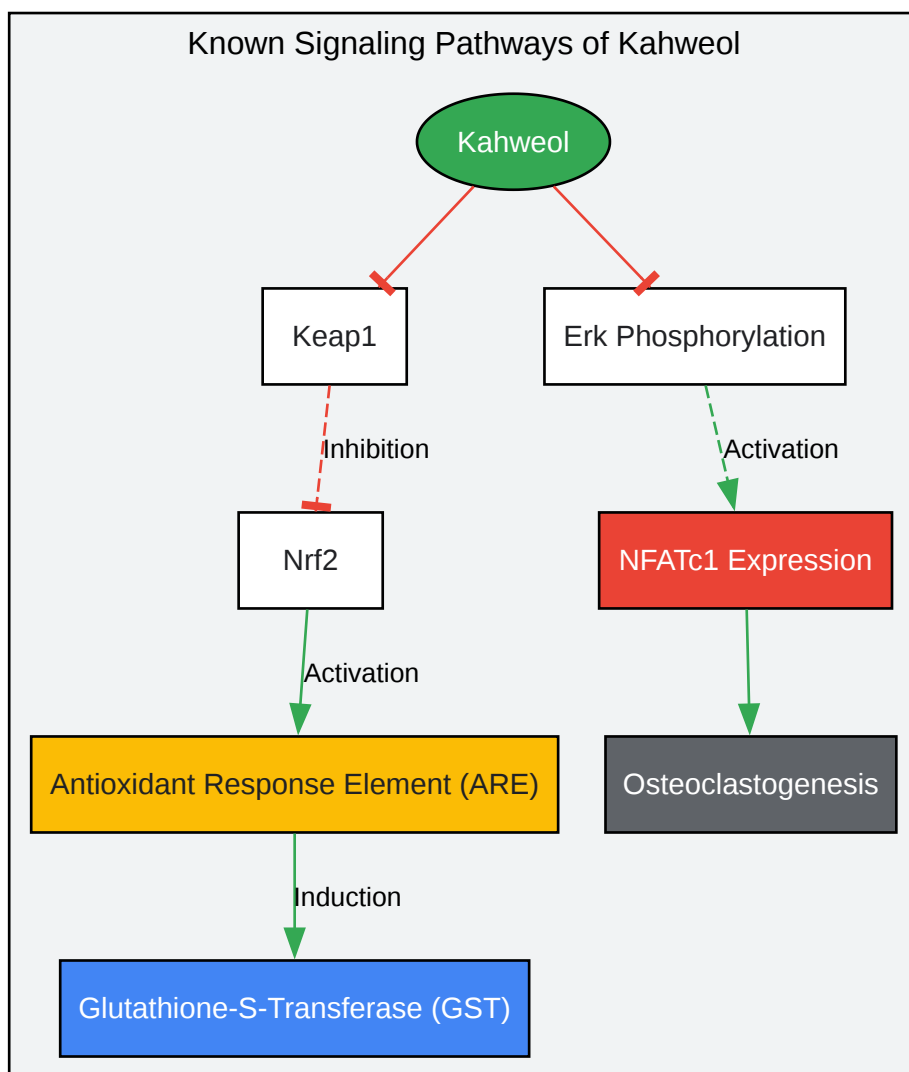 Known Signaling Pathways of Kahweol
Kahweol
Keap1
Erk Phosphorylation
Inhibition
Activation
Nrf2
NFATc1 Expression
Activation
Antioxidant Response Element (ARE)
Osteoclastogenesis
Induction
Glutathione-S-Transferase (GST)